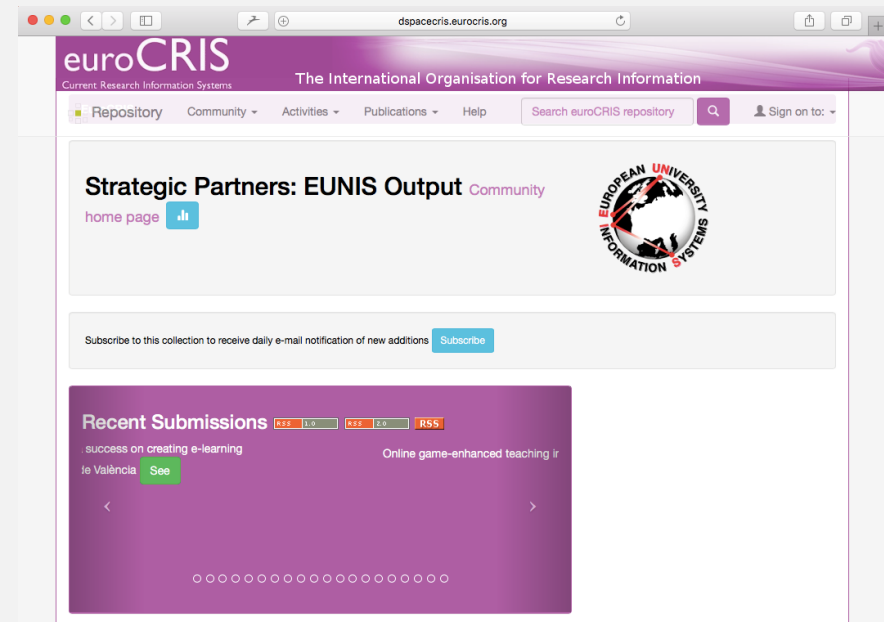 dspacecris.eurocris.org
euroCRIS
Current Research Information Systems
The International Organisation for Research Information
Repository
Community
Activities
Publications
Help
Search euroCRIS repository
Sign on to:
Strategic Partners: EUNIS Output Community
home page
EUROPEAN UNIVERSITY
INFORMATION SYSTEMS
Subscribe to this collection to receive daily e-mail notification of new additions Subscribe
Recent Submissions RSS 1.0 RSS 2.0 RSS
success on creating e-learning
Online game-enhanced teaching in
de València See